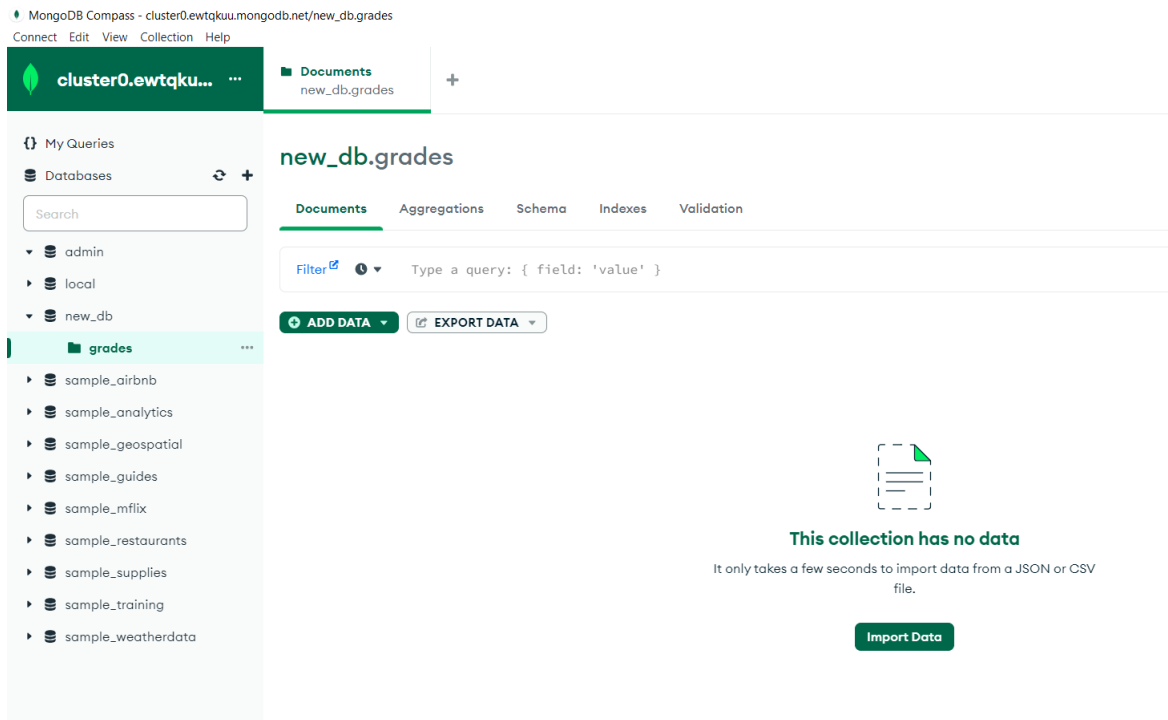 MongoDB Compass - cluster0.ewtqkuu.mongodb.net/new_db.grades
Connect Edit View Collection Help
cluster0.ewtqku... ...
Documents
new_db.grades
+
{} My Queries
Databases
Search
admin
local
new_db
grades ...
sample_airbnb
sample_analytics
sample_geospatial
sample_guides
sample_mflix
sample_restaurants
sample_supplies
sample_training
sample_weatherdata
new_db.grades
Documents Aggregations Schema Indexes Validation
Filter Type a query: { field: 'value' }
ADD DATA EXPORT DATA
This collection has no data
It only takes a few seconds to import data from a JSON or CSV
file.
Import Data